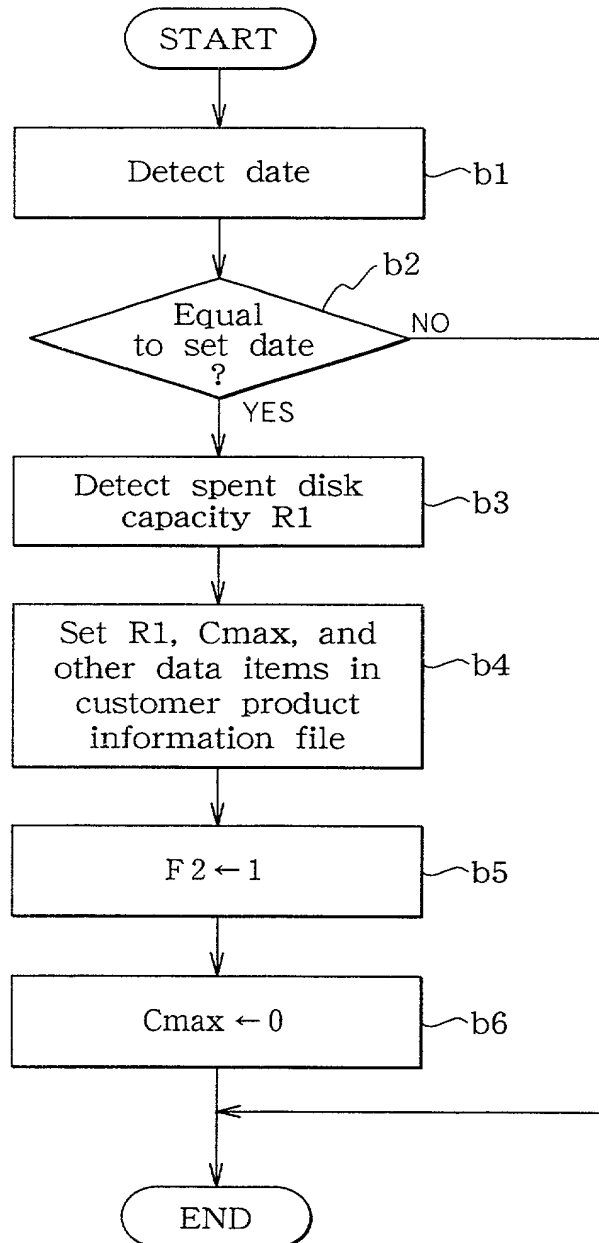 START
Detect date
b1
b2
Equal
to set date
?
NO
YES
Detect spent disk
capacity R1
b3
Set R1, Cmax, and
other data items in
customer product
information file
b4
F2←1
b5
Cmax←0
b6
END